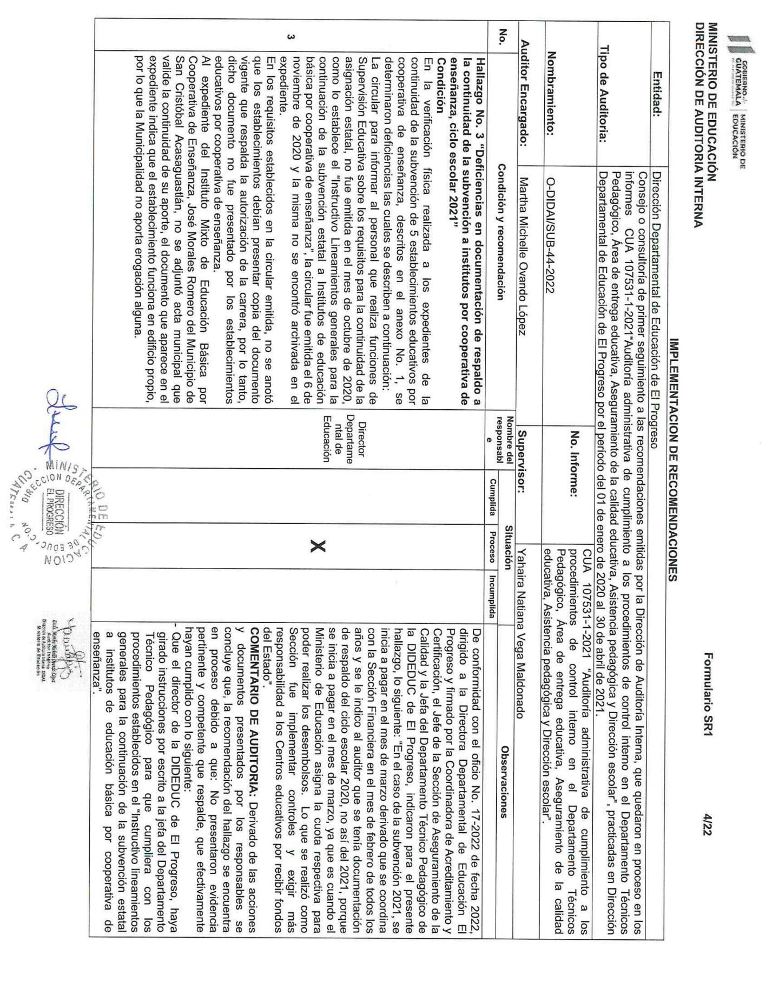 GOBIERNO de
GUATEMALA
MINISTERIO DE
EDUCACIÓN
MINISTERIO DE EDUCACIÓN
DIRECCIÓN DE AUDITORIA INTERNA
Formulario SR1
4/22
IMPLEMENTACION DE RECOMENDACIONES
Entidad:
Dirección Departamental de Educación de El Progreso
Tipo de Auditoria:
Consejo o consultoría de primer seguimiento a las recomendaciones emitidas por la Dirección de Auditoría Interna, que quedaron en proceso en los
informes CUA 107531-1-2021"Auditoría administrativa de cumplimiento a los procedimientos de control interno en el Departamento Técnicos
Pedagógico, Área de entrega educativa, Aseguramiento de la calidad educativa, Asistencia pedagógica y Dirección escolar", practicadas en Dirección
Departamental de Educación de El Progreso por el período del 01 de enero de 2020 al 30 de abril de 2021.
Nombramiento:
O-DIDAI/SUB-44-2022
No. Informe:
CUA 107531-1-2021 "Auditoría administrativa de cumplimiento a los
procedimientos de control interno en el Departamento Técnicos
Pedagógico, Área de entrega educativa, Aseguramiento de la calidad
educativa, Asistencia pedagógica y Dirección escolar".
Auditor Encargado:
Martha Michelle Ovando López
Supervisor:
Yahaira Natiana Vega Maldonado
No.
Condición y recomendación
Nombre del
responsabl
e
Situación
Cumplida
Proceso
Incumplida
Observaciones
3
Hallazgo No. 3 "Deficiencias en documentación de respaldo a
la continuidad de la subvención a institutos por cooperativa de
enseñanza, ciclo escolar 2021"
Condición
En la verificación física realizada a los expedientes de la
continuidad de la subvención de 5 establecimientos educativos por
cooperativa de enseñanza, descritos en el anexo No. 1, se
determinaron deficiencias las cuales se describen a continuación:
La circular para informar al personal que realiza funciones de
Supervisión Educativa sobre los requisitos para la continuidad de la
asignación estatal, no fue emitida en el mes de octubre de 2020,
como lo establece el "Instructivo Lineamientos generales para la
continuación de la subvención estatal a Institutos de educación
básica por cooperativa de enseñanza", la circular fue emitida el 6 de
noviembre de 2020 y la misma no se encontró archivada en el
expediente.
En los requisitos establecidos en la circular emitida, no se anotó
que los establecimientos debían presentar copia del documento
vigente que respalda la autorización de la carrera, por lo tanto,
dicho documento no fue presentado por los establecimientos
educativos por cooperativa de enseñanza.
Al expediente del Instituto Mixto de Educación Básica por
Cooperativa de Enseñanza, José Morales Romero del Municipio de
San Cristóbal Acasaguastlán, no se adjuntó acta municipal que
valide la continuidad de su aporte, el documento que aparece en el
expediente indica que el establecimiento funciona en edificio propio,
por lo que la Municipalidad no aporta erogación alguna.
Director
Departame
ntal de
Educación
X
De conformidad con el oficio No. 17-2022 de fecha 2022,
dirigido a la Directora Departamental de Educación El
Progreso y firmado por la Coordinadora de Acreditamiento y
Certificación, el Jefe de la Sección de Aseguramiento de la
Calidad y la Jefa del Departamento Técnico Pedagógico de
la DIDEDUC de El Progreso, indicaron para el presente
hallazgo, lo siguiente: "En el caso de la subvención 2021, se
inicia a pagar en el mes de marzo derivado que se coordina
con la Sección Financiera en el mes de febrero de todos los
años y se le indico al auditor que se tenía documentación
de respaldo del ciclo escolar 2020, no así del 2021, porque
se inicia a pagar en el mes de marzo, ya que es cuando el
Ministerio de Educación asigna la cuota respectiva para
poder realizar los desembolsos. Lo que se realizó como
Sección fue implementar controles y exigir más
responsabilidad a los Centros educativos por recibir fondos
del Estado".
COMENTARIO DE AUDITORIA: Derivado de las acciones
y documentos presentados por los responsables se
concluye que, la recomendación del hallazgo se encuentra
en proceso debido a que: No presentaron evidencia
pertinente y competente que respalde, que efectivamente
hayan cumplido con lo siguiente:
- Que el director de la DIDEDUC de El Progreso, haya
girado instrucciones por escrito a la jefa del Departamento
Técnico Pedagógico para que cumpliera con los
procedimientos establecidos en el "Instructivo lineamientos
generales para la continuación de la subvención estatal
a institutos de educación básica por cooperativa de
enseñanza".
MINISTERIO DE EDUCACION
DIRECCION DEPARTAMENTAL DE EDUCACION
DIRECCIÓN
EL PROGRESO
Auditor Interno
Dirección de Auditoría Interna -DIDAI-
Ministerio de Educación